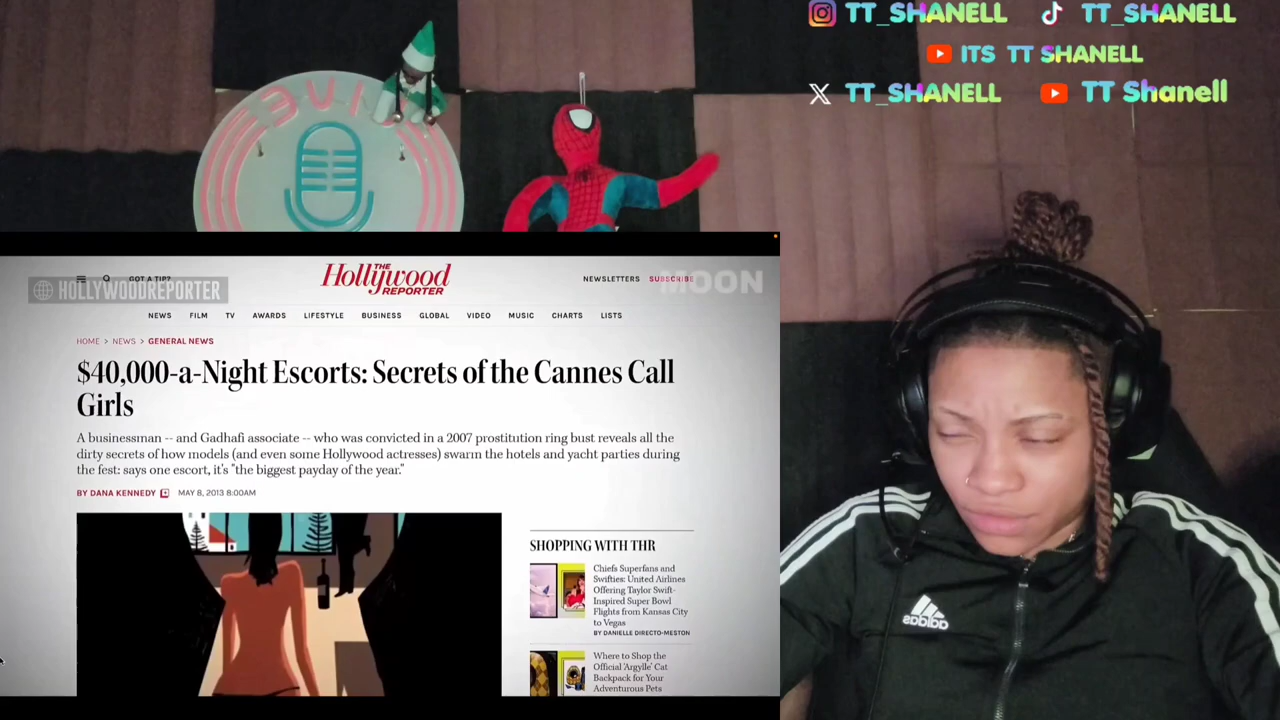 TT_SHANELL TT_SHANELL
ITS TT SHANELL
TT_SHANELL TT Shanell
LIVE
GOT A TIP?
THE
Hollywood
REPORTER
NEWSLETTERS SUBSCRIBE
HOLLYWOODREPORTER
MOON
NEWS FILM TV AWARDS LIFESTYLE BUSINESS GLOBAL VIDEO MUSIC CHARTS LISTS
HOME > NEWS > GENERAL NEWS
$40,000-a-Night Escorts: Secrets of the Cannes Call
Girls
A businessman -- and Gadhafi associate -- who was convicted in a 2007 prostitution ring bust reveals all the
dirty secrets of how models (and even some Hollywood actresses) swarm the hotels and yacht parties during
the fest: says one escort, it's "the biggest payday of the year."
BY DANA KENNEDY MAY 8, 2013 8:00AM
SHOPPING WITH THR
Chiefs Superfans and
Swifties: United Airlines
Offering Taylor Swift-
Inspired Super Bowl
Flights from Kansas City
to Vegas
BY DANIELLE DIRECTO-MESTON
Where to Shop the
Official 'Argylle' Cat
Backpack for Your
Adventurous Pets
adidas